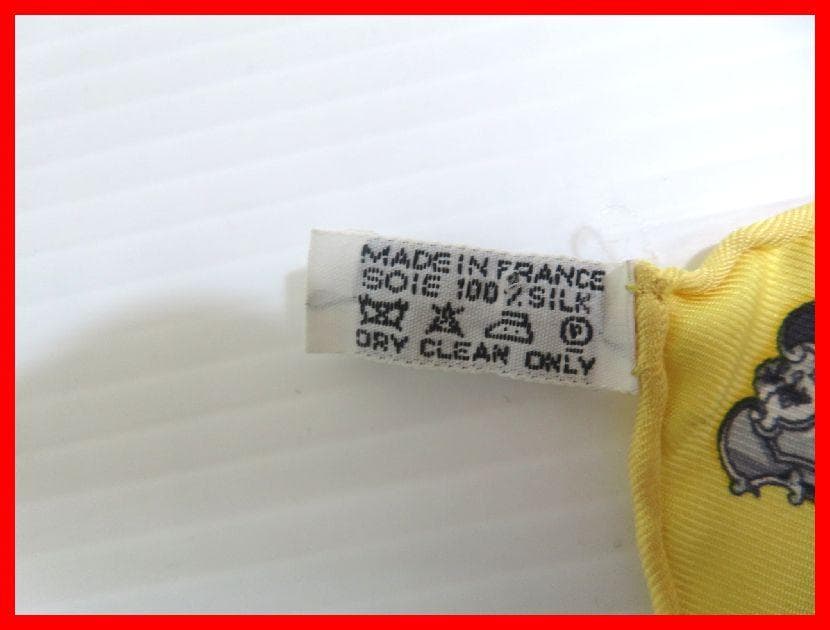 MADE IN FRANCE
SOIE 100 % SILK
P
DRY CLEAN ONLY